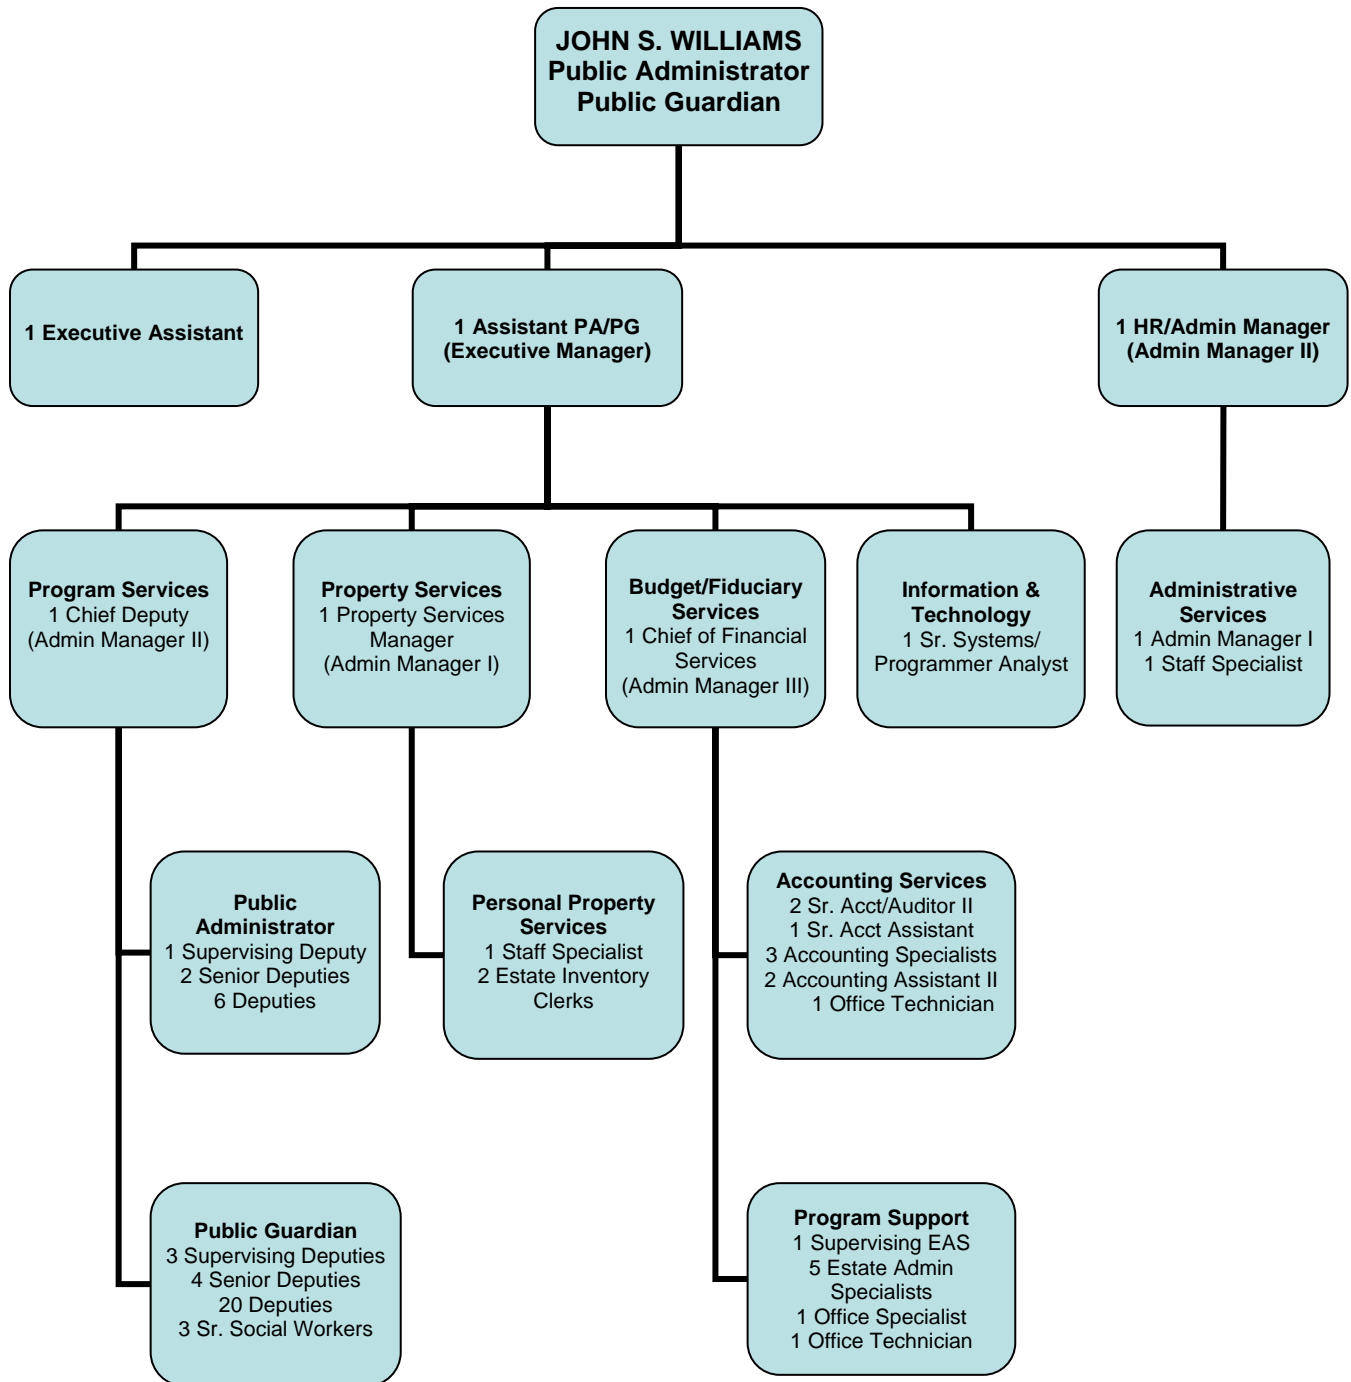 JOHN S. WILLIAMS
Public Administrator
Public Guardian
1 Executive Assistant
1 Assistant PA/PG
(Executive Manager)
1 HR/Admin Manager
(Admin Manager II)
Program Services
1 Chief Deputy
(Admin Manager II)
Property Services
1 Property Services
Manager
(Admin Manager I)
Budget/Fiduciary
Services
1 Chief of Financial
Services
(Admin Manager III)
Information &
Technology
1 Sr. Systems/
Programmer Analyst
Administrative
Services
1 Admin Manager I
1 Staff Specialist
Public
Administrator
1 Supervising Deputy
2 Senior Deputies
6 Deputies
Personal Property
Services
1 Staff Specialist
2 Estate Inventory
Clerks
Accounting Services
2 Sr. Acct/Auditor II
1 Sr. Acct Assistant
3 Accounting Specialists
2 Accounting Assistant II
1 Office Technician
Public Guardian
3 Supervising Deputies
4 Senior Deputies
20 Deputies
3 Sr. Social Workers
Program Support
1 Supervising EAS
5 Estate Admin
Specialists
1 Office Specialist
1 Office Technician